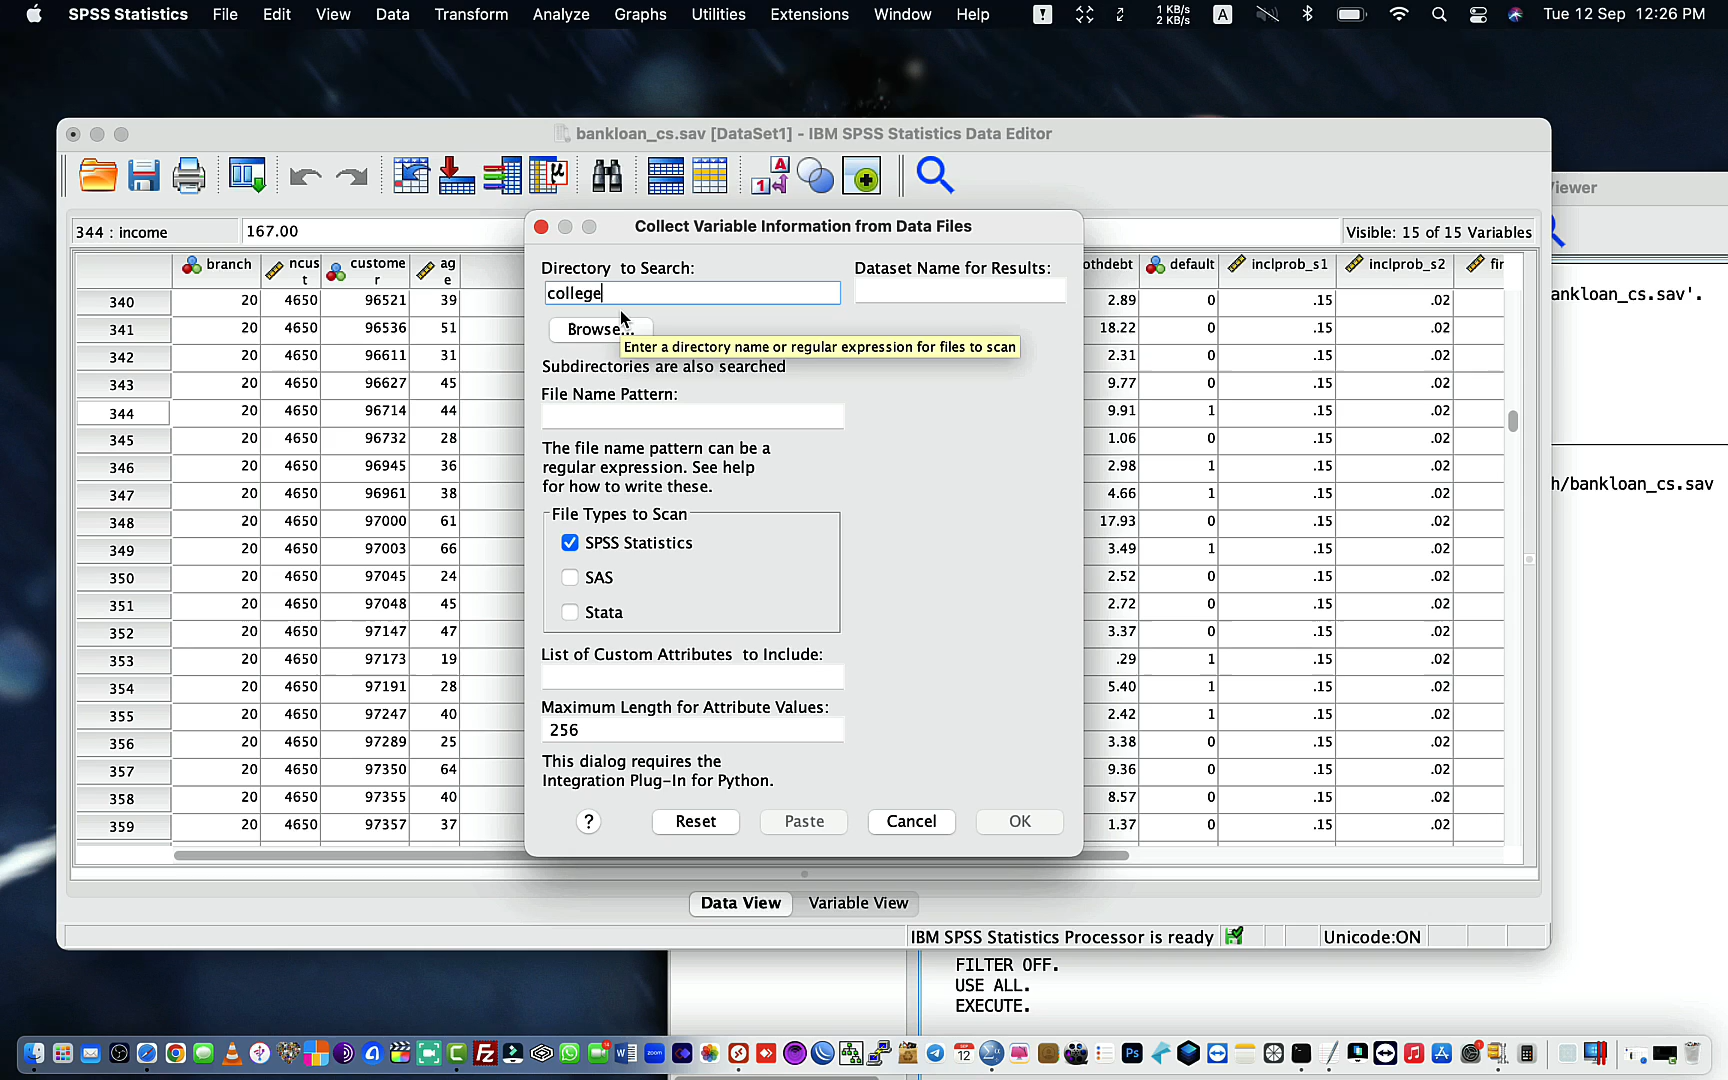 SPSS Statistics File Edit View Data Transform Analyze Graphs Utilities Extensions Window Help 1 KB/s 2 KB/s A Tue 12 Sep 12:26 PM
bankloan_cs.sav [DataSet1] - IBM SPSS Statistics Data Editor
iewer
344 : income 167.00 Visible: 15 of 15 Variables
Collect Variable Information from Data Files
branch ncust customer age othdebt default inclprob_s1 inclprob_s2 fir
Directory to Search: Dataset Name for Results:
college
Browse...
Enter a directory name or regular expression for files to scan
Subdirectories are also searched
File Name Pattern:
The file name pattern can be a
regular expression. See help
for how to write these.
File Types to Scan
SPSS Statistics
SAS
Stata
List of Custom Attributes to Include:
Maximum Length for Attribute Values:
256
This dialog requires the
Integration Plug-In for Python.
? Reset Paste Cancel OK
340 20 4650 96521 39 2.89 0 .15 .02
341 20 4650 96536 51 18.22 0 .15 .02
342 20 4650 96611 31 2.31 0 .15 .02
343 20 4650 96627 45 9.77 0 .15 .02
344 20 4650 96714 44 9.91 1 .15 .02
345 20 4650 96732 28 1.06 0 .15 .02
346 20 4650 96945 36 2.98 1 .15 .02
347 20 4650 96961 38 4.66 1 .15 .02
348 20 4650 97000 61 17.93 0 .15 .02
349 20 4650 97003 66 3.49 1 .15 .02
350 20 4650 97045 24 2.52 0 .15 .02
351 20 4650 97048 45 2.72 0 .15 .02
352 20 4650 97147 47 3.37 0 .15 .02
353 20 4650 97173 19 .29 1 .15 .02
354 20 4650 97191 28 5.40 1 .15 .02
355 20 4650 97247 40 2.42 1 .15 .02
356 20 4650 97289 25 3.38 0 .15 .02
357 20 4650 97350 64 9.36 0 .15 .02
358 20 4650 97355 40 8.57 0 .15 .02
359 20 4650 97357 37 1.37 0 .15 .02
ankloan_cs.sav'.
h/bankloan_cs.sav
Data View Variable View
IBM SPSS Statistics Processor is ready Unicode:ON
FILTER OFF.
USE ALL.
EXECUTE.